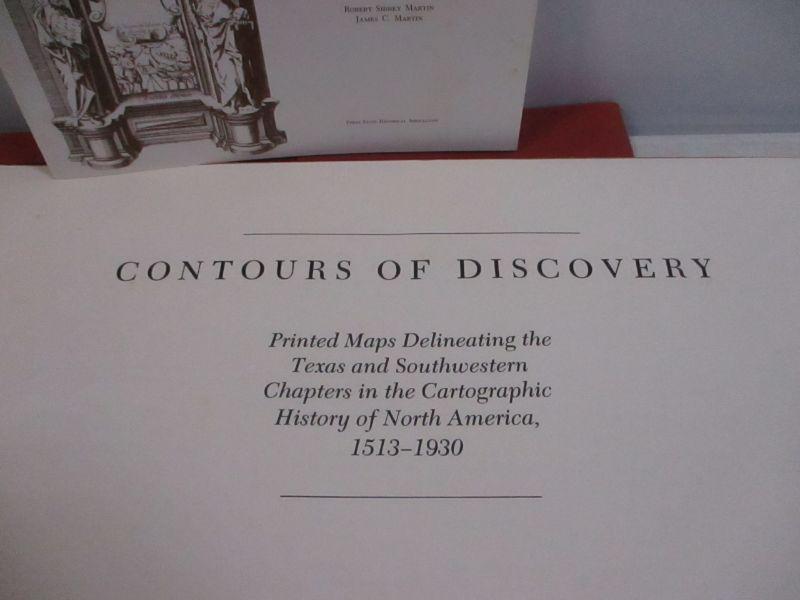 ROBERT SIDNEY MARTIN
JAMES C. MARTIN
TEXAS STATE HISTORICAL ASSOCIATION
CONTOURS OF DISCOVERY
Printed Maps Delineating the
Texas and Southwestern
Chapters in the Cartographic
History of North America,
1513–1930